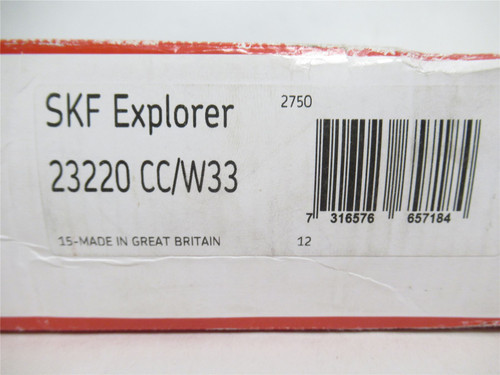 SKF Explorer
2750
23220 CC/W33
7 316576 657184
15-MADE IN GREAT BRITAIN
12